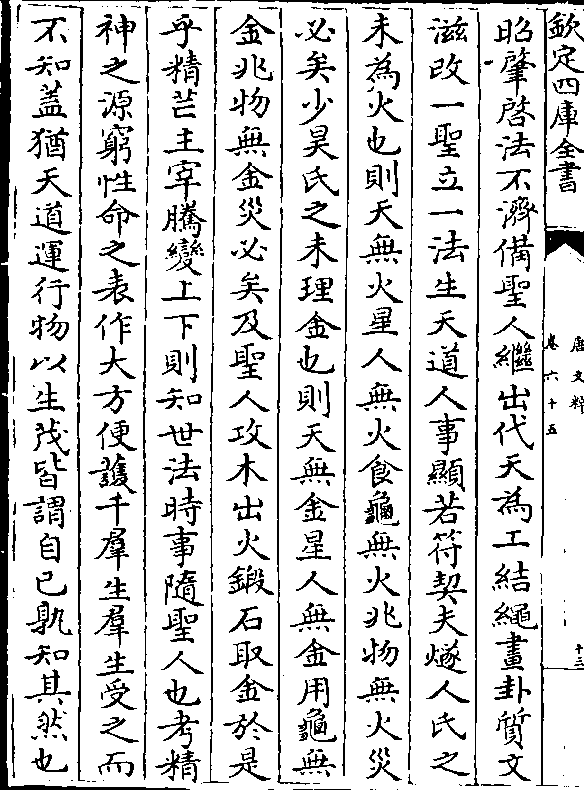 欽定四庫全書
唐文粹
卷六十五
十三
昭肇啓法不濟備聖人繼出代天為工結繩畫卦質文
滋改一聖立一法生天道人事顯若符契夫燧人氏之
未為火也則天無火星人無火食龜無火兆物無火災
必矣少昊氏之未理金也則天無金星人無金用龜無
金兆物無金災必矣及聖人攻木出火鍛石取金於是
乎精芒主宰騰變上下則知世法時事隨聖人也考精
神之源窮性命之表作大方便護千羣生羣生受之而
不知蓋猶天道運行物以生茂皆謂自己孰知其然也